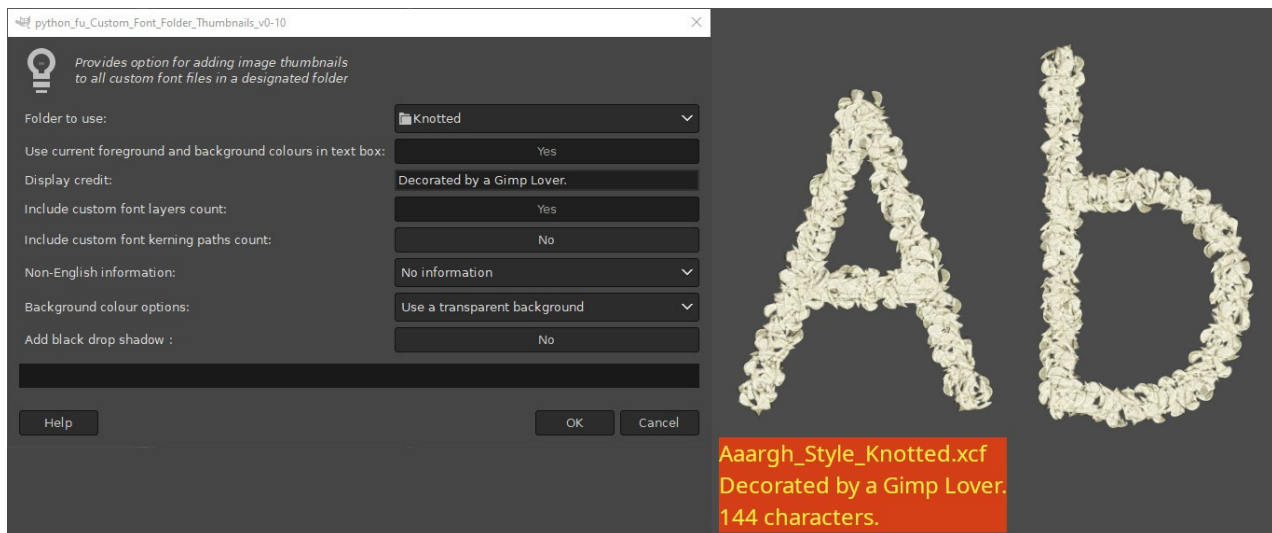 python_fu_Custom_Font_Folder_Thumbnails_v0-10
Provides option for adding image thumbnails
to all custom font files in a designated folder
Folder to use:
Knotted
Use current foreground and background colours in text box:
Yes
Display credit:
Decorated by a Gimp Lover.
Include custom font layers count:
Yes
Include custom font kerning paths count:
No
Non-English information:
No information
Background colour options:
Use a transparent background
Add black drop shadow :
No
Help
OK
Cancel
Ab
Aaargh_Style_Knotted.xcf
Decorated by a Gimp Lover.
144 characters.